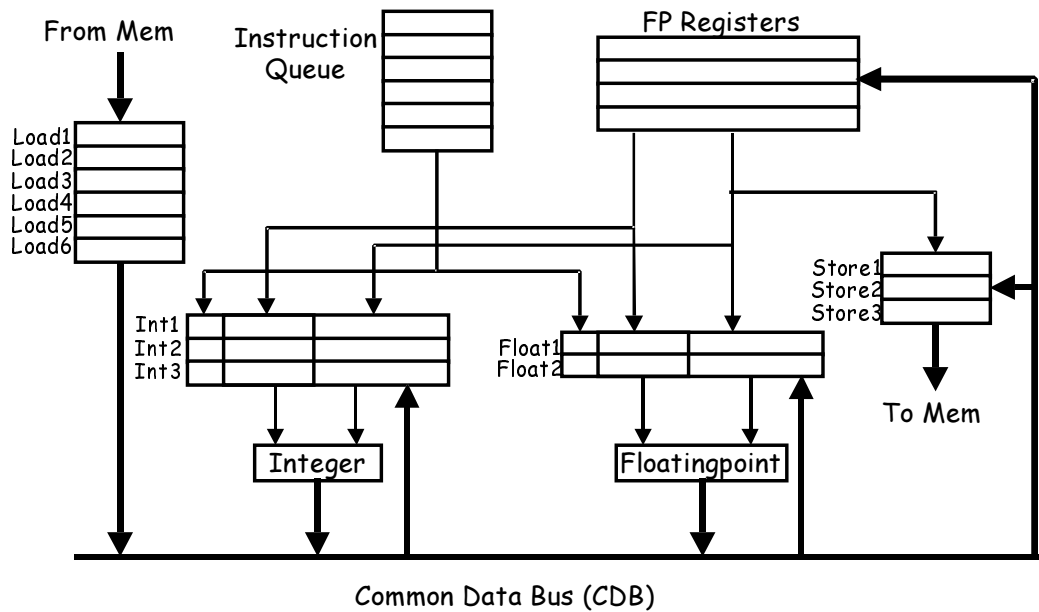 From Mem
Instruction
Queue
FP Registers
Load1
Load2
Load3
Load4
Load5
Load6
Store1
Store2
Store3
Int1
Int2
Int3
Float1
Float2
To Mem
Integer
Floatingpoint
Common Data Bus (CDB)